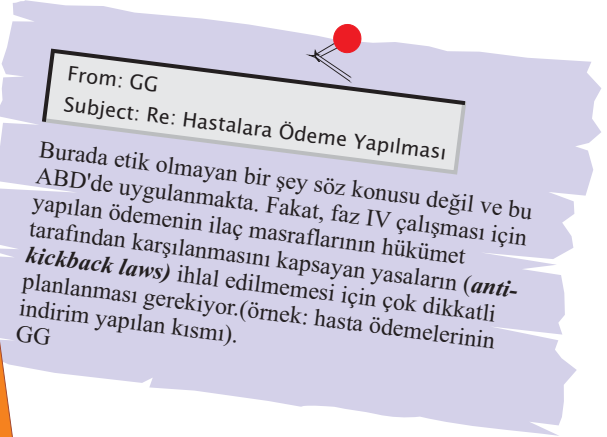 From: GG
Subject: Re: Hastalara Ödeme Yapılması
Burada etik olmayan bir şey söz konusu değil ve bu
ABD'de uygulanmakta. Fakat, faz IV çalışması için
yapılan ödemenin ilaç masraflarının hükümet
tarafından karşılanmasını kapsayan yasaların (anti-
kickback laws) ihlal edilmemesi için çok dikkatli
planlanması gerekiyor.(örnek: hasta ödemelerinin
indirim yapılan kısmı).
GG